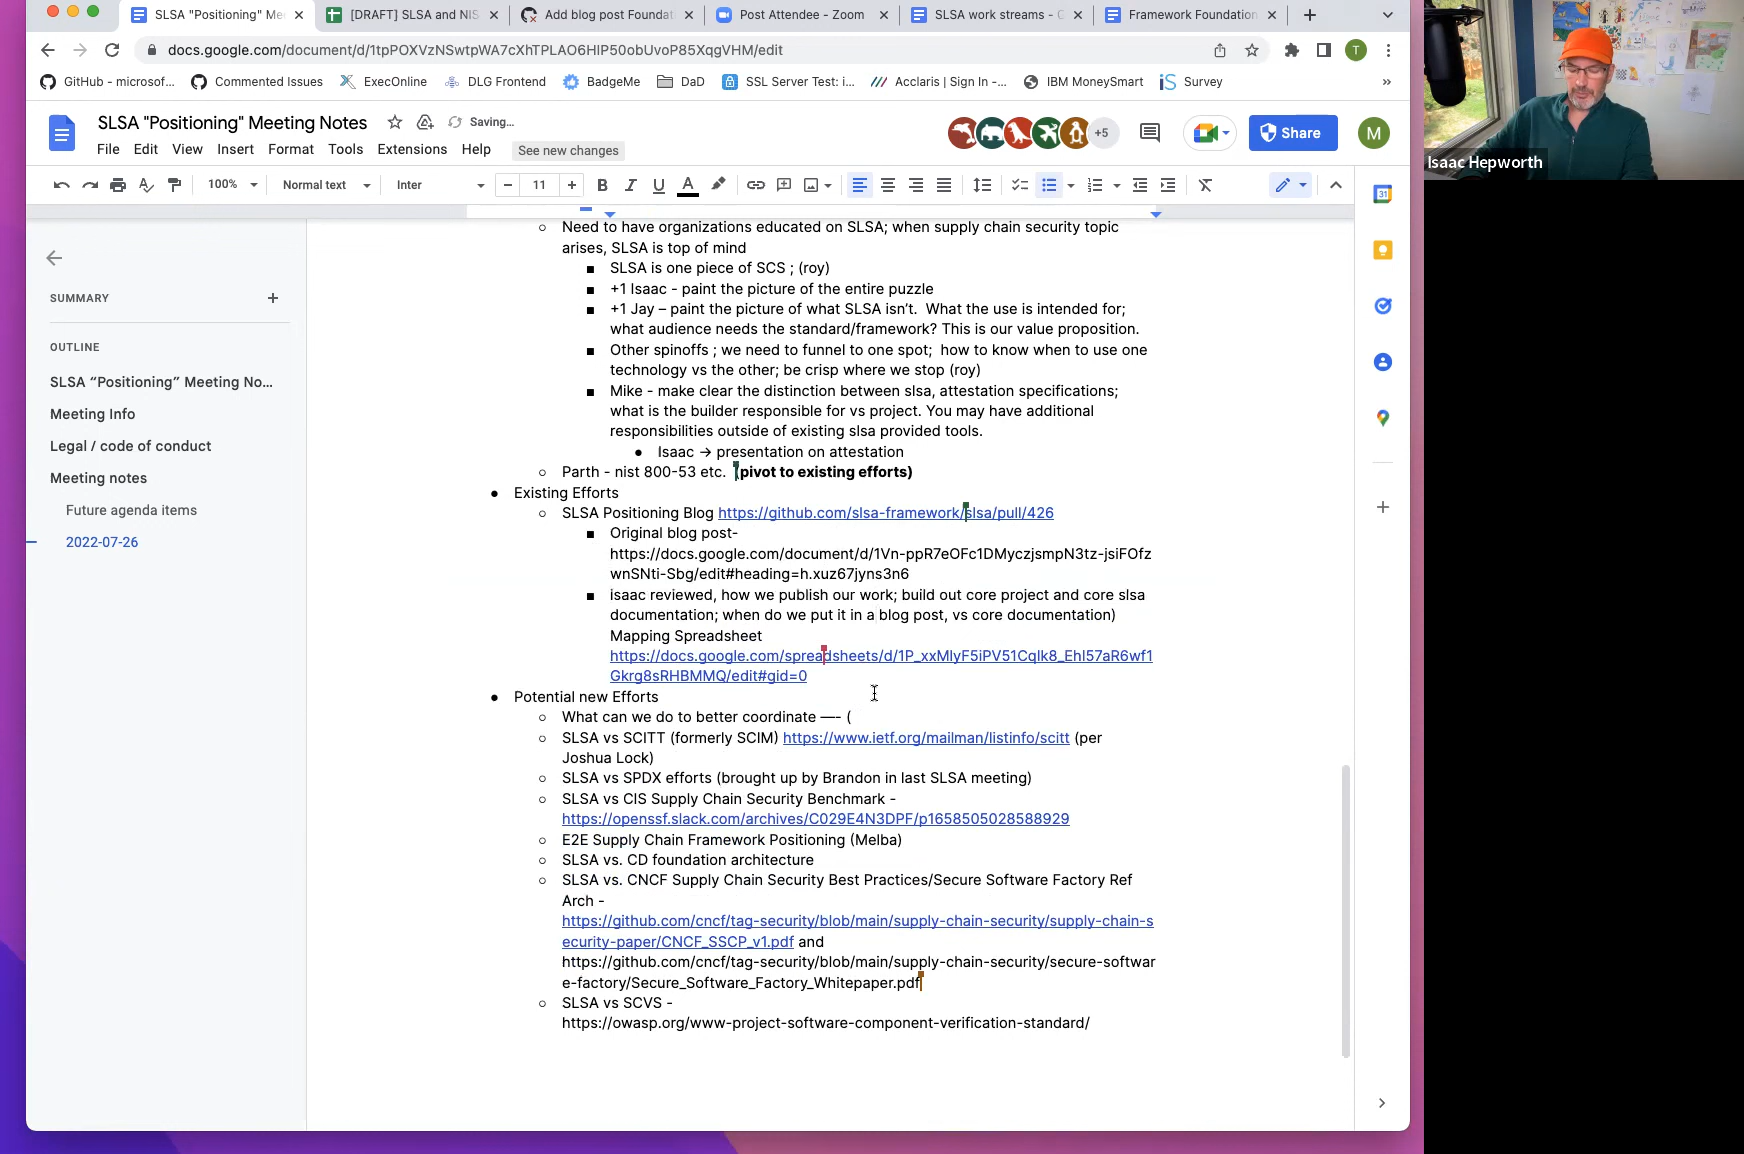 SLSA "Positioning" Me
[DRAFT] SLSA and NIS
Add blog post Foundat
Post Attendee - Zoom
SLSA work streams - G
Framework Foundation
docs.google.com/document/d/1tpPOXVzNSwtpWA7cXhTPLAO6HIP50obUvoP85XqgVHM/edit
T
GitHub - microsof...
Commented Issues
ExecOnline
DLG Frontend
BadgeMe
DaD
SSL Server Test: i...
Acclaris | Sign In -...
IBM MoneySmart
Survey
»
SLSA "Positioning" Meeting Notes
Saving...
+5
Share
M
File Edit View Insert Format Tools Extensions Help
See new changes
100%
Normal text
Inter
11
B I U A
31
SUMMARY
OUTLINE
SLSA “Positioning” Meeting No...
Meeting Info
Legal / code of conduct
Meeting notes
Future agenda items
2022-07-26
Need to have organizations educated on SLSA; when supply chain security topic
arises, SLSA is top of mind
SLSA is one piece of SCS ; (roy)
+1 Isaac - paint the picture of the entire puzzle
+1 Jay – paint the picture of what SLSA isn’t.  What the use is intended for;
what audience needs the standard/framework? This is our value proposition.
Other spinoffs ; we need to funnel to one spot;  how to know when to use one
technology vs the other; be crisp where we stop (roy)
Mike - make clear the distinction between slsa, attestation specifications;
what is the builder responsible for vs project. You may have additional
responsibilities outside of existing slsa provided tools.
Isaac → presentation on attestation
Parth - nist 800-53 etc.  (pivot to existing efforts)
Existing Efforts
SLSA Positioning Blog https://github.com/slsa-framework/slsa/pull/426
Original blog post-
https://docs.google.com/document/d/1Vn-ppR7eOFc1DMyczjsmpN3tz-jsiFOfz
wnSNti-Sbg/edit#heading=h.xuz67jyns3n6
isaac reviewed, how we publish our work; build out core project and core slsa
documentation; when do we put it in a blog post, vs core documentation)
Mapping Spreadsheet
https://docs.google.com/spreadsheets/d/1P_xxMlyF5iPV51CqIk8_EhI57aR6wf1
Gkrg8sRHBMMQ/edit#gid=0
Potential new Efforts
What can we do to better coordinate —- (
SLSA vs SCITT (formerly SCIM) https://www.ietf.org/mailman/listinfo/scitt (per
Joshua Lock)
SLSA vs SPDX efforts (brought up by Brandon in last SLSA meeting)
SLSA vs CIS Supply Chain Security Benchmark -
https://openssf.slack.com/archives/C029E4N3DPF/p1658505028588929
E2E Supply Chain Framework Positioning (Melba)
SLSA vs. CD foundation architecture
SLSA vs. CNCF Supply Chain Security Best Practices/Secure Software Factory Ref
Arch -
https://github.com/cncf/tag-security/blob/main/supply-chain-security/supply-chain-s
ecurity-paper/CNCF_SSCP_v1.pdf and
https://github.com/cncf/tag-security/blob/main/supply-chain-security/secure-softwar
e-factory/Secure_Software_Factory_Whitepaper.pdf
SLSA vs SCVS -
https://owasp.org/www-project-software-component-verification-standard/
Isaac Hepworth